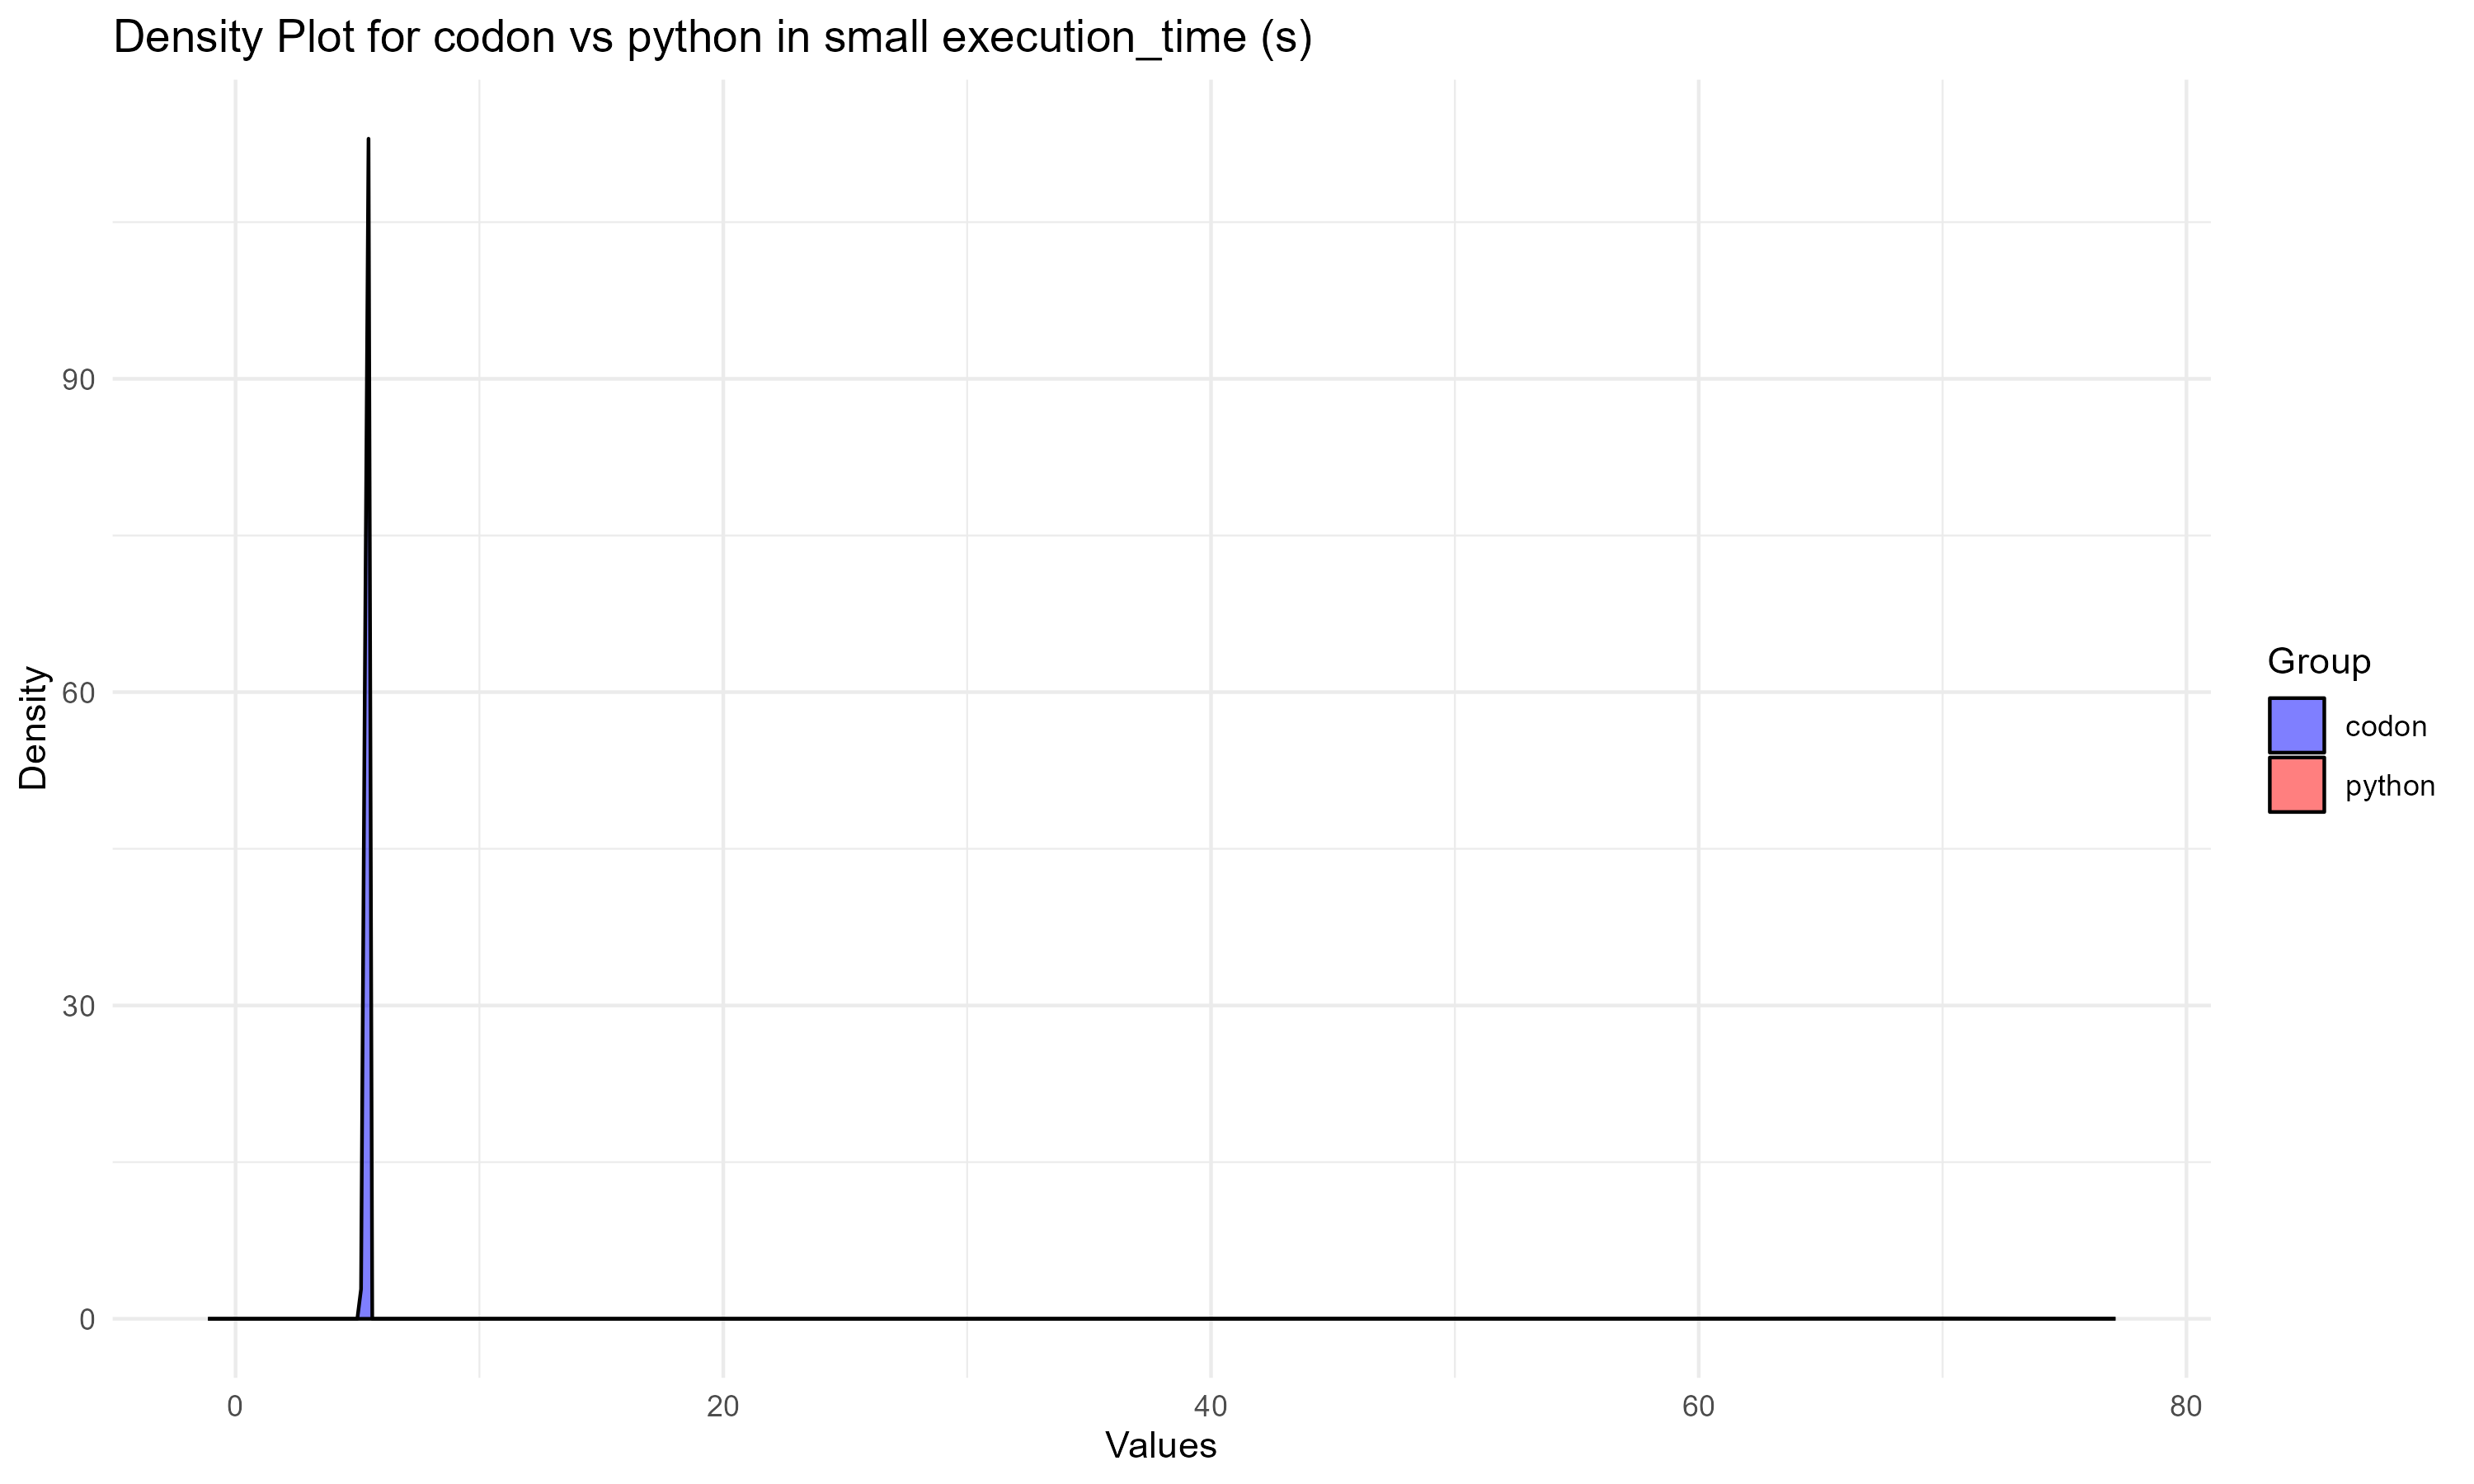 Density Plot for codon vs python in small execution_time (s)
90
60
30
0
Density
0 20 40 60 80
Values
Group
codon
python